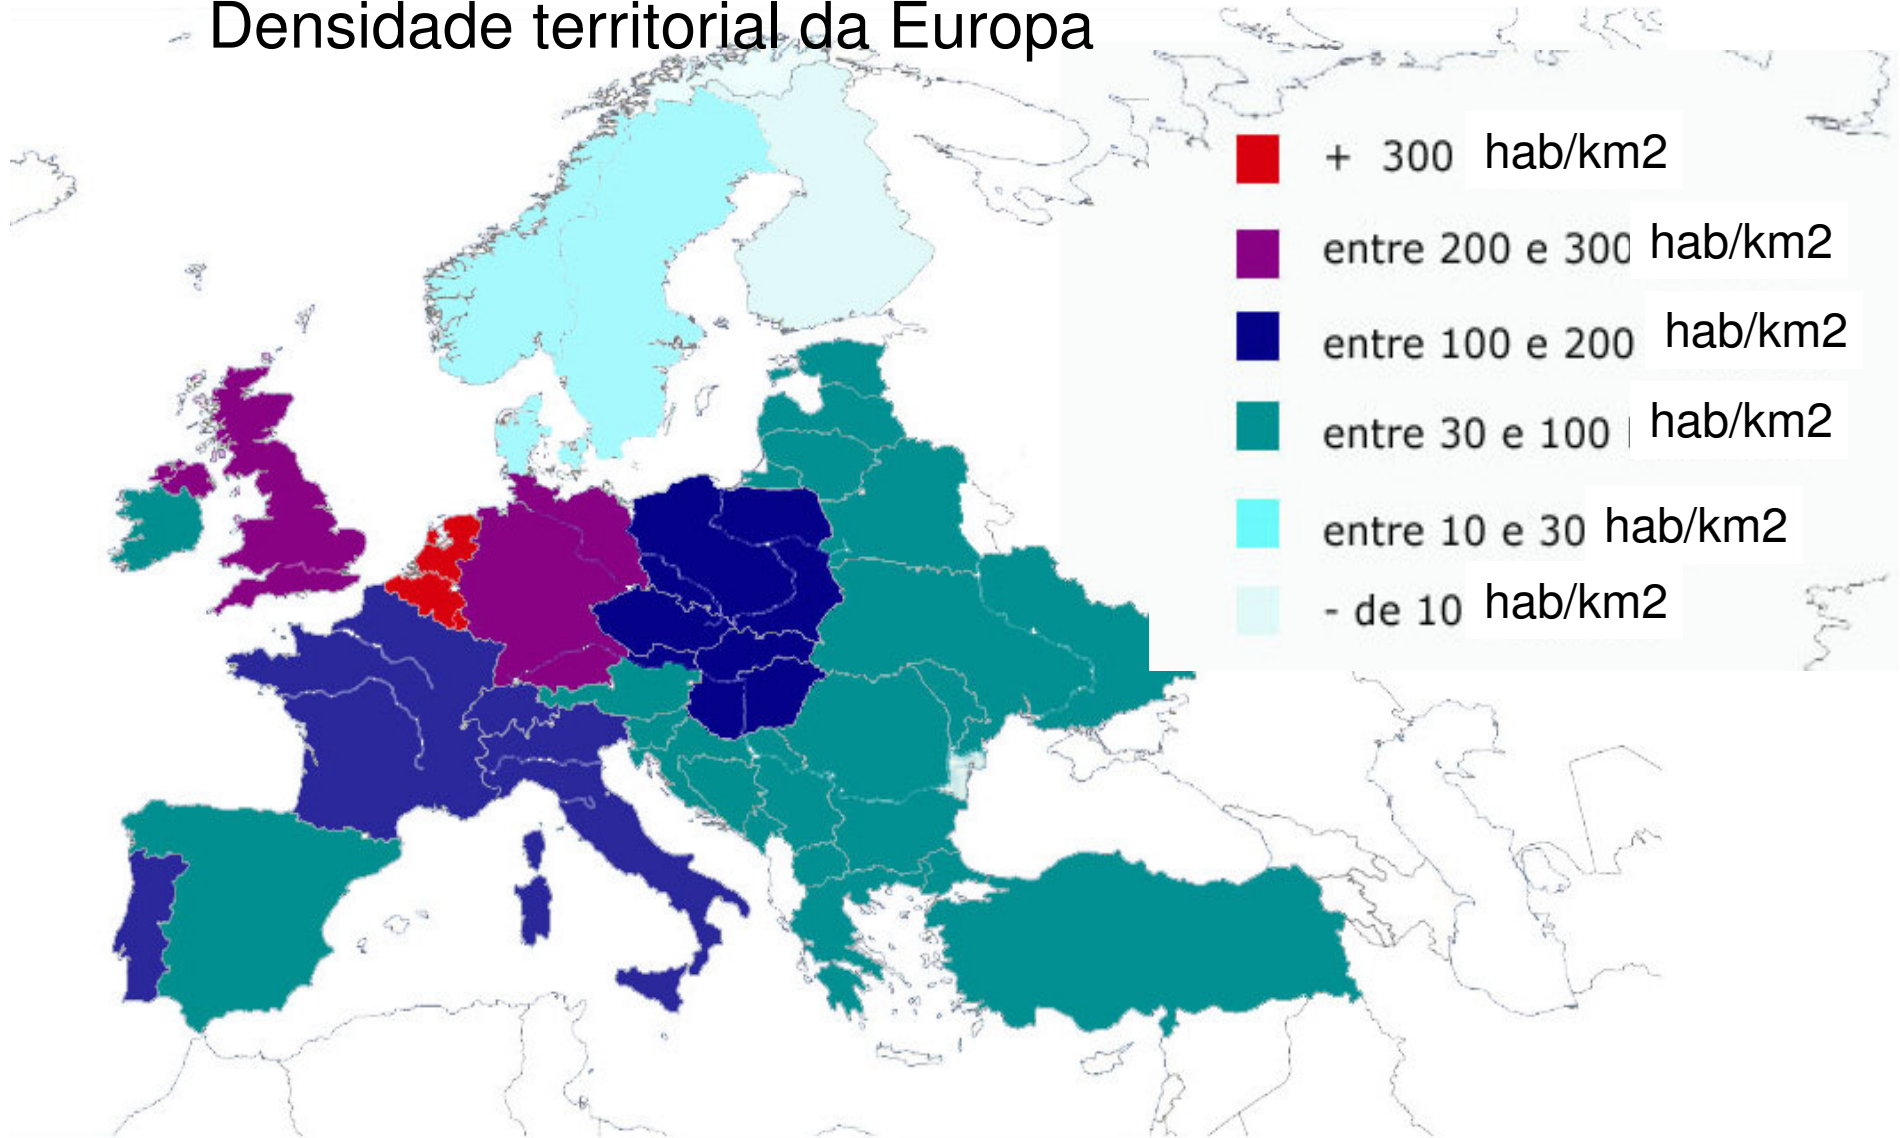 Densidade territorial da Europa
+ 300 hab/km2
entre 200 e 300 hab/km2
entre 100 e 200 hab/km2
entre 30 e 100 hab/km2
entre 10 e 30 hab/km2
- de 10 hab/km2